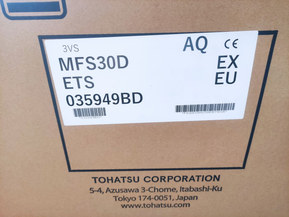 3VS AQ CE
MFS30D EX
ETS EU
035949BD
TOHATSU CORPORATION
5-4, Azusawa 3-Chome, Itabashi-Ku
Tokyo 174-0051, Japan
www.tohatsu.com